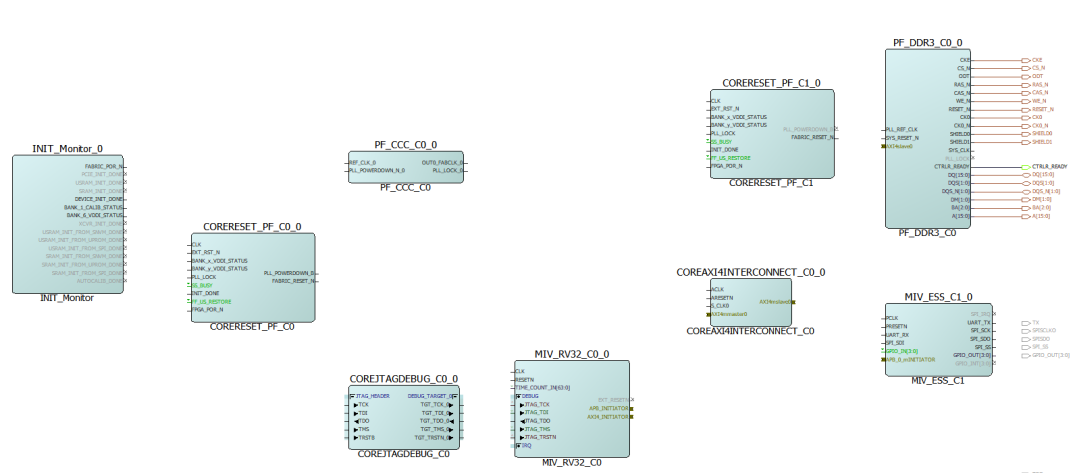 INIT_Monitor_0
FABRIC_POR_N
PCIE_INIT_DONE
USRAM_INIT_DONE
SRAM_INIT_DONE
DEVICE_INIT_DONE
BANK_1_CALIB_STATUS
BANK_6_VDDI_STATUS
XCVR_INIT_DONE
USRAM_INIT_FROM_SNVM_DONE
USRAM_INIT_FROM_UPROM_DONE
USRAM_INIT_FROM_SPI_DONE
SRAM_INIT_FROM_SNVM_DONE
SRAM_INIT_FROM_UPROM_DONE
SRAM_INIT_FROM_SPI_DONE
AUTOCALIB_DONE
INIT_Monitor
CORERESET_PF_C0_0
CLK
EXT_RST_N
BANK_x_VDDI_STATUS
BANK_y_VDDI_STATUS
PLL_LOCK
SS_BUSY
INIT_DONE
FF_US_RESTORE
FPGA_POR_N
PLL_POWERDOWN_B
FABRIC_RESET_N
CORERESET_PF_C0
PF_CCC_C0_0
REF_CLK_0
PLL_POWERDOWN_N_0
OUT0_FABCLK_0
PLL_LOCK_0
PF_CCC_C0
COREJTAGDEBUG_C0_0
JTAG_HEADER
TCK
TDI
TDO
TMS
TRSTB
DEBUG_TARGET_0
TGT_TCK_0
TGT_TDI_0
TGT_TDO_0
TGT_TMS_0
TGT_TRSTN_0
COREJTAGDEBUG_C0
MIV_RV32_C0_0
CLK
RESETN
TIME_COUNT_IN[63:0]
DEBUG
JTAG_TCK
JTAG_TDI
JTAG_TDO
JTAG_TMS
JTAG_TRSTN
IRQ
EXT_RESETN
APB_INITIATOR
AXI4_INITIATOR
MIV_RV32_C0
CORERESET_PF_C1_0
CLK
EXT_RST_N
BANK_x_VDDI_STATUS
BANK_y_VDDI_STATUS
PLL_LOCK
SS_BUSY
INIT_DONE
FF_US_RESTORE
FPGA_POR_N
PLL_POWERDOWN_B
FABRIC_RESET_N
CORERESET_PF_C1
COREAXI4INTERCONNECT_C0_0
ACLK
ARESETN
S_CLK0
AXI4mmaster0
AXI4mslave0
COREAXI4INTERCONNECT_C0
PF_DDR3_C0_0
PLL_REF_CLK
SYS_RESET_N
AXI4slave0
CKE
CS_N
ODT
RAS_N
CAS_N
WE_N
RESET_N
CK0
CK0_N
SHIELD0
SHIELD1
SYS_CLK
PLL_LOCK
CTRLR_READY
DQ[15:0]
DQS[1:0]
DQS_N[1:0]
DM[1:0]
BA[2:0]
A[15:0]
PF_DDR3_C0
CKE
CS_N
ODT
RAS_N
CAS_N
WE_N
RESET_N
CK0
CK0_N
SHIELD0
SHIELD1
CTRLR_READY
DQ[15:0]
DQS[1:0]
DQS_N[1:0]
DM[1:0]
BA[2:0]
A[15:0]
MIV_ESS_C1_0
PCLK
PRESETN
UART_RX
SPI_SDI
GPIO_IN[3:0]
APB_0_mINITIATOR
SPI_IRQ
UART_TX
SPI_SCK
SPI_SDO
SPI_SS
GPIO_OUT[3:0]
GPIO_INT[3:0]
MIV_ESS_C1
TX
SPISCLKO
SPISDO
SPI_SS
GPIO_OUT[3:0]